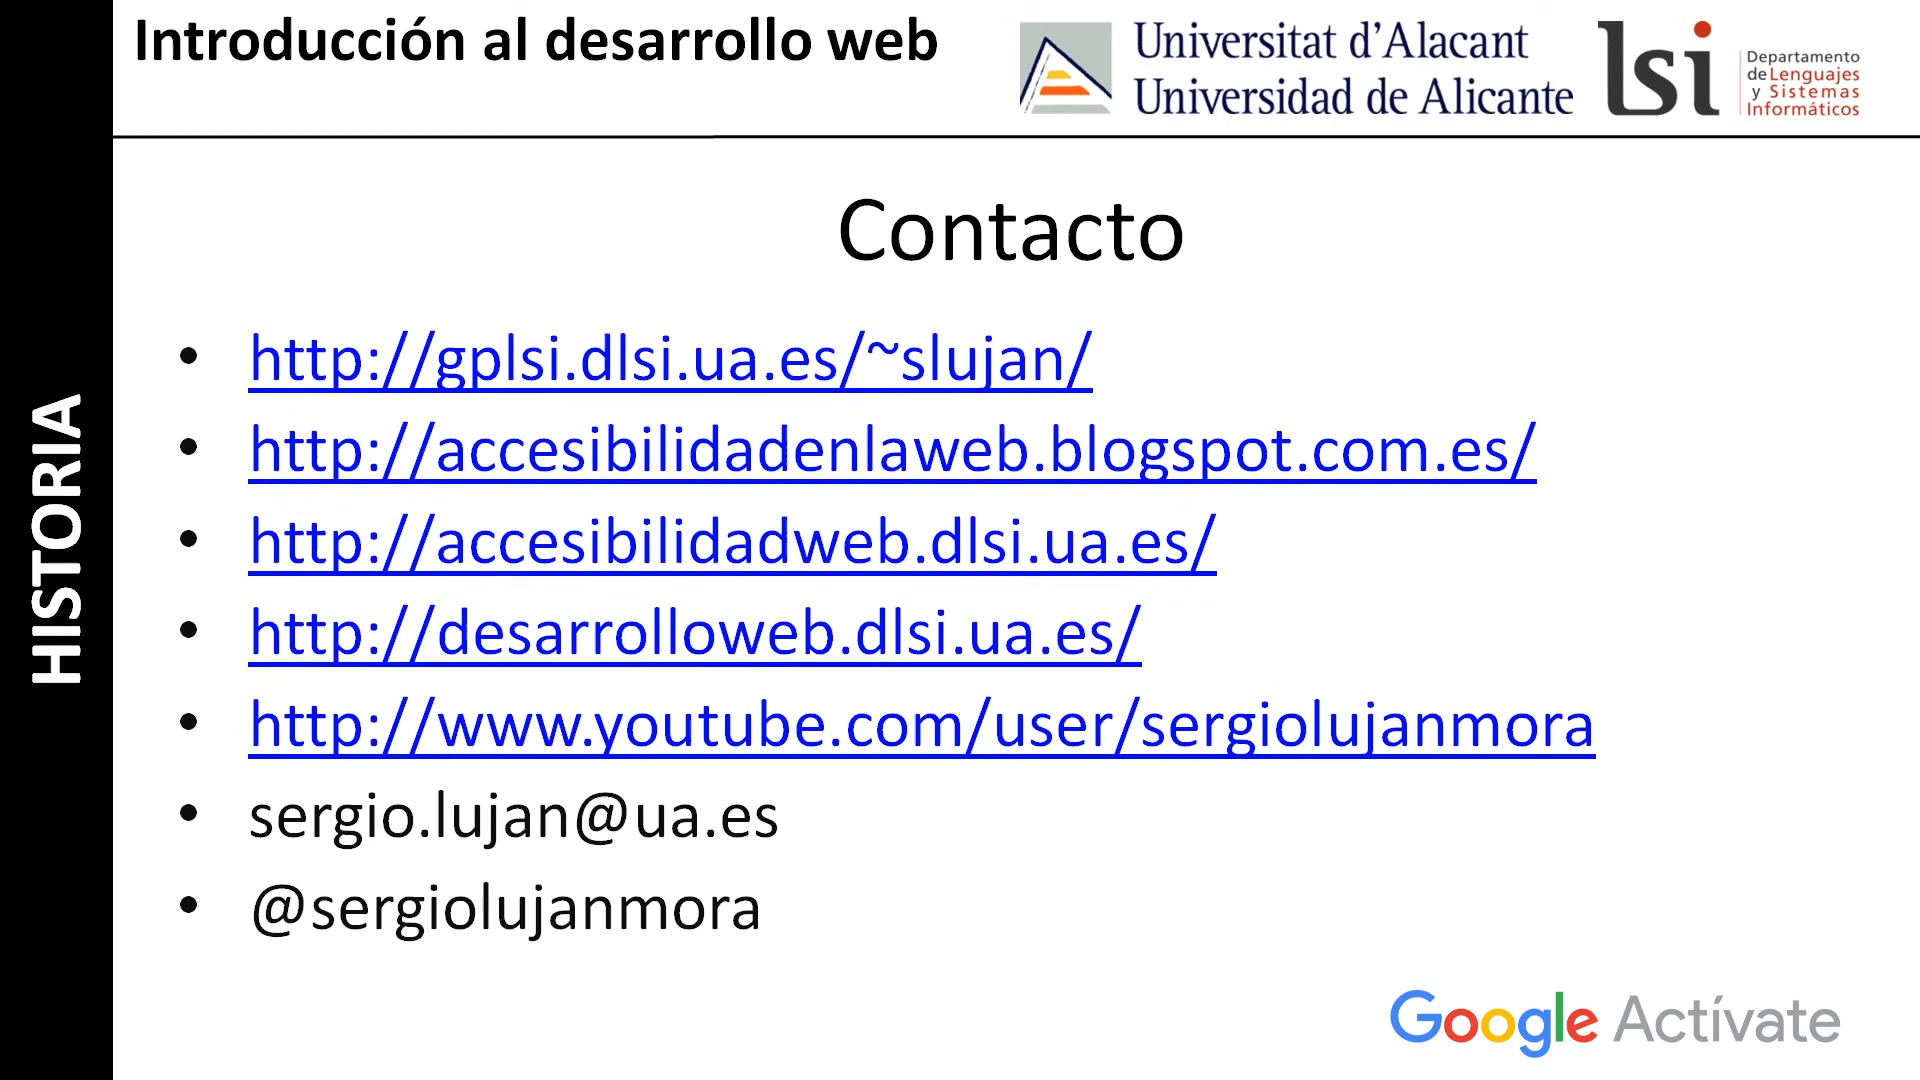 Introducción al desarrollo web
Universitat d'Alacant
Universidad de Alicante
lsi
Departamento
de Lenguajes
y Sistemas
Informáticos
HISTORIA
Contacto
• http://gplsi.dlsi.ua.es/~slujan/
• http://accesibilidadenlaweb.blogspot.com.es/
• http://accesibilidadweb.dlsi.ua.es/
• http://desarrolloweb.dlsi.ua.es/
• http://www.youtube.com/user/sergiolujanmora
• sergio.lujan@ua.es
• @sergiolujanmora
Google Actívate